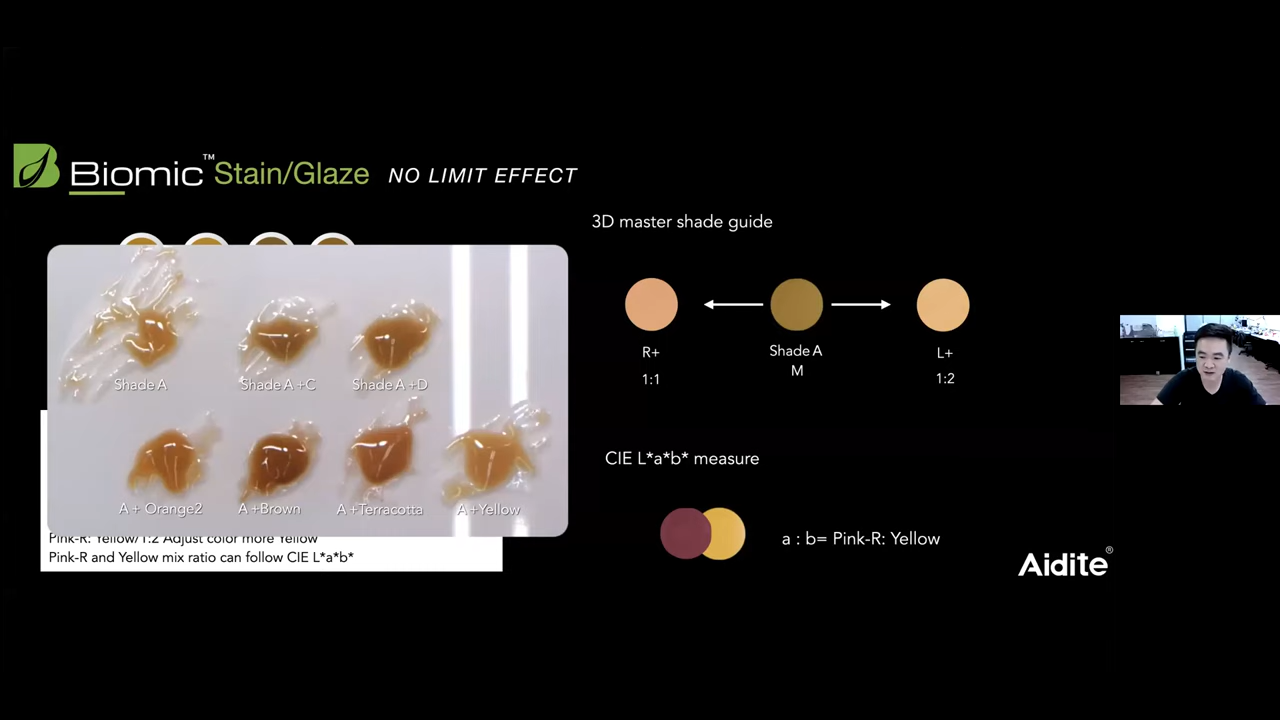 Biomic™ Stain/Glaze NO LIMIT EFFECT
3D master shade guide
R+
1:1
Shade A
M
L+
1:2
Shade A
Shade A +C
Shade A +D
A + Orange2
A +Brown
A +Terracotta
A +Yellow
Pink-R: Yellow/1:2 Adjust color more Yellow
Pink-R and Yellow mix ratio can follow CIE L*a*b*
CIE L*a*b* measure
a : b= Pink-R: Yellow
Aidite®